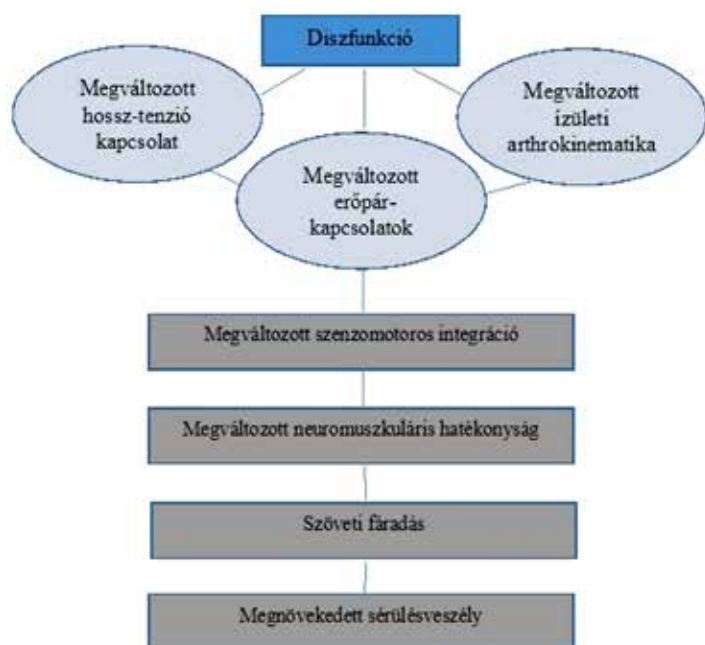 Diszfunkció
Megváltozott
hossz-tenzió
kapcsolat
Megváltozott
erőpár-
kapcsolatok
Megváltozott
ízületi
arthrokinematika
Megváltozott szenzomotoros integráció
Megváltozott neuromuszkuláris hatékonyság
Szöveti fáradás
Megnövekedett sérülésveszély